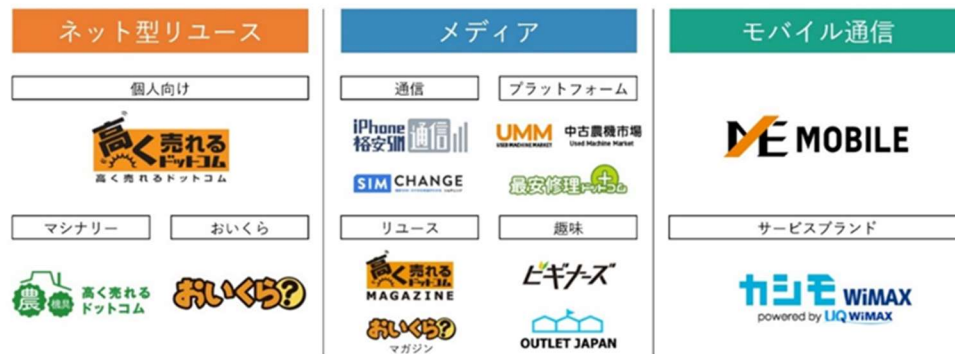 ネット型リユース
個人向け
高く売れる
ドットコム
高く売れるドットコム
マシナリー
おいくら
農機具
高く売れる
ドットコム
おいくら?
メディア
通信
プラットフォーム
iPhone
格安SIM
通信
UMM
USED MACHINE MARKET
中古農機市場
Used Machine Market
SIM CHANGE
最安修理ドットコム
リユース
趣味
高く売れる
ドットコム
MAGAZINE
ビギナーズ
おいくら?
マガジン
OUTLET JAPAN
モバイル通信
ME MOBILE
サービスブランド
カシモ WiMAX
powered by UQ WiMAX